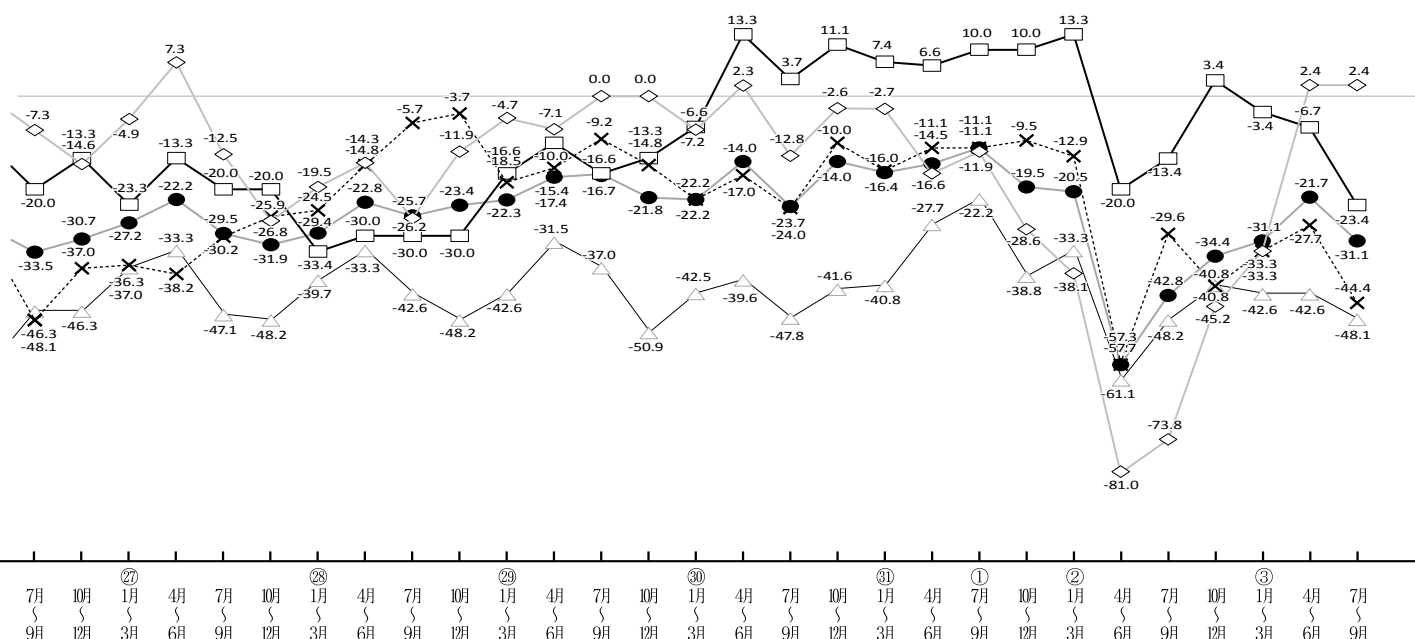 13.3 13.3
11.1 10.0 10.0
7.3 7.4 6.6
3.7 3.4
0.0 0.0 2.3 2.4 2.4
-7.3 -5.7 -3.7 -4.7 -7.1 -6.6 -2.6 -2.7 -3.4 -6.7
-4.9 -7.2
-13.3 -12.5 -14.3 -11.9 -9.2 -13.3 -12.8 -10.0 -11.1 -11.1 -9.5 -12.9
-14.6 -13.3 -14.8 -16.6 -10.0 -14.8 -14.0 -16.0 -14.5 -11.1
-20.0 -23.3 -20.0 -20.0 -19.5 -18.5 -16.6 -17.0 -14.0 -16.4 -16.6 -11.9 -19.5 -20.5 -20.0 -13.4
-22.2 -25.9 -24.5 -22.8 -25.7 -23.4 -22.3 -15.4 -16.7 -21.8 -22.2 -23.7 -21.7
-30.7 -27.2 -29.5 -26.8 -29.4 -30.0 -26.2 -17.4 -22.2 -24.0 -27.7 -22.2 -28.6 -29.6 -31.1 -27.7 -23.4
-33.5 -37.0 -33.3 -30.2 -31.9 -33.4 -33.3 -30.0 -30.0 -31.5 -33.3 -34.4 -31.1
-36.3 -38.2 -39.7 -37.0 -42.5 -39.6 -41.6 -40.8 -38.8 -38.1 -42.8 -40.8 -33.3
-46.3 -46.3 -37.0 -42.6 -42.6 -40.8 -33.3 -42.6 -42.6 -44.4
-48.1 -47.1 -48.2 -48.2 -50.9 -47.8 -57.3 -48.2 -45.2 -48.1
-57.7
-61.1
-73.8
-81.0
㉗ ㉘ ㉙ ㉚ ㉛ ① ② ③
7月 10月 1月 4月 7月 10月 1月 4月 7月 10月 1月 4月 7月 10月 1月 4月 7月 10月 1月 4月 7月 10月 1月 4月 7月 10月 1月 4月 7月
〜 〜 〜 〜 〜 〜 〜 〜 〜 〜 〜 〜 〜 〜 〜 〜 〜 〜 〜 〜 〜 〜 〜 〜 〜 〜 〜 〜 〜
9月 12月 3月 6月 9月 12月 3月 6月 9月 12月 3月 6月 9月 12月 3月 6月 9月 12月 3月 6月 9月 12月 3月 6月 9月 12月 3月 6月 9月